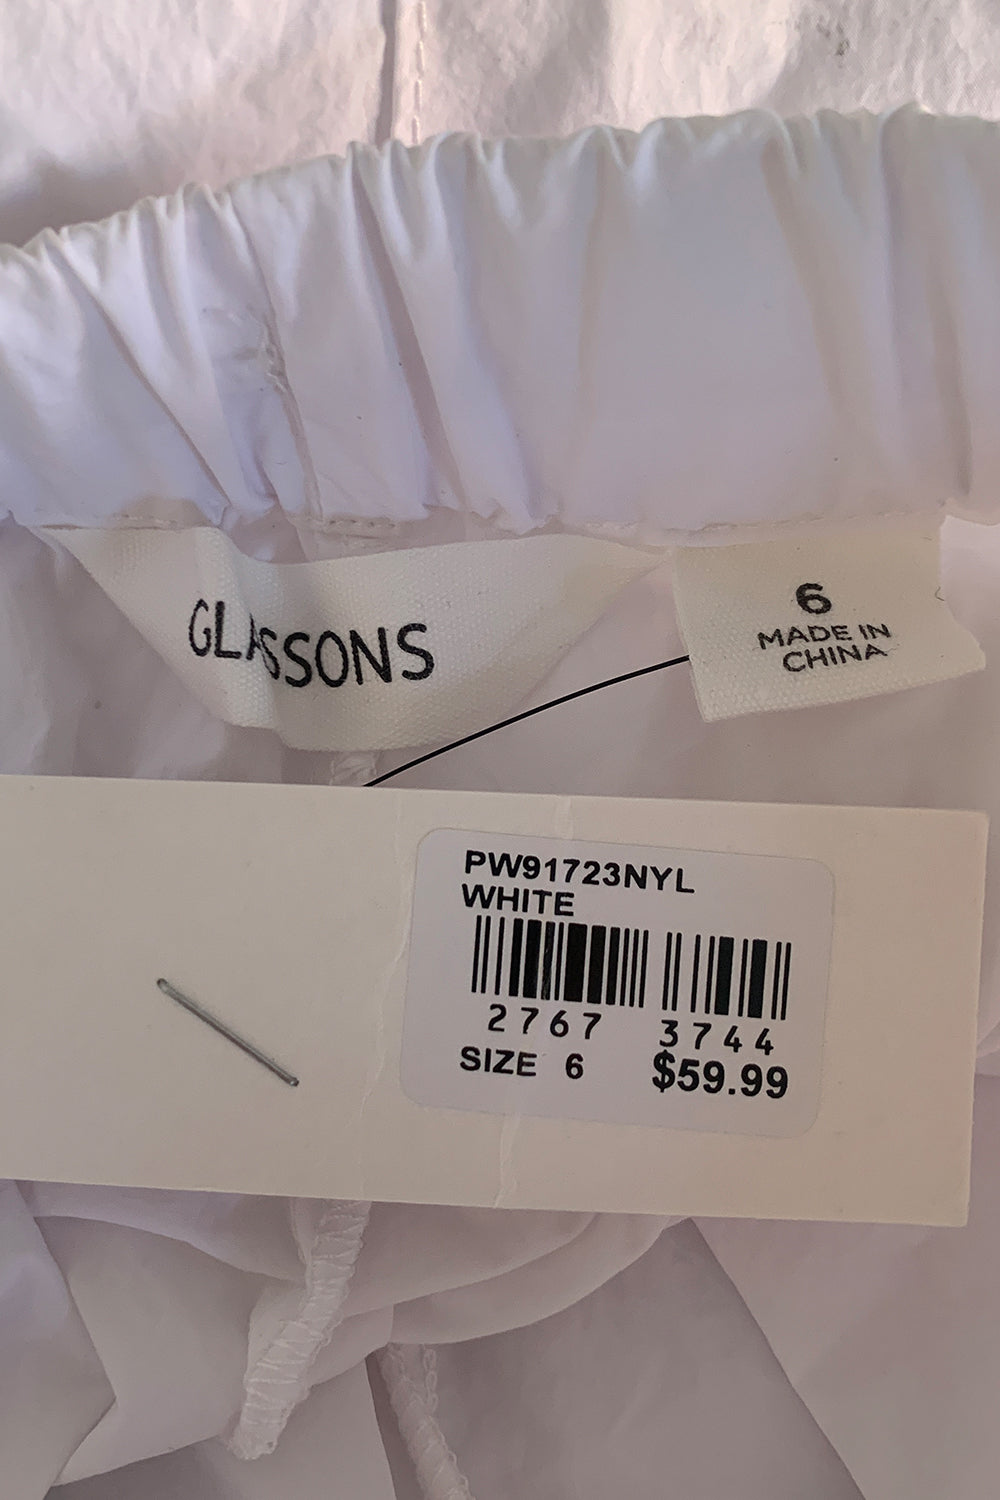 GLASSONS
6
MADE IN
CHINA
PW91723NYL
WHITE
2767 3744
SIZE 6 $59.99